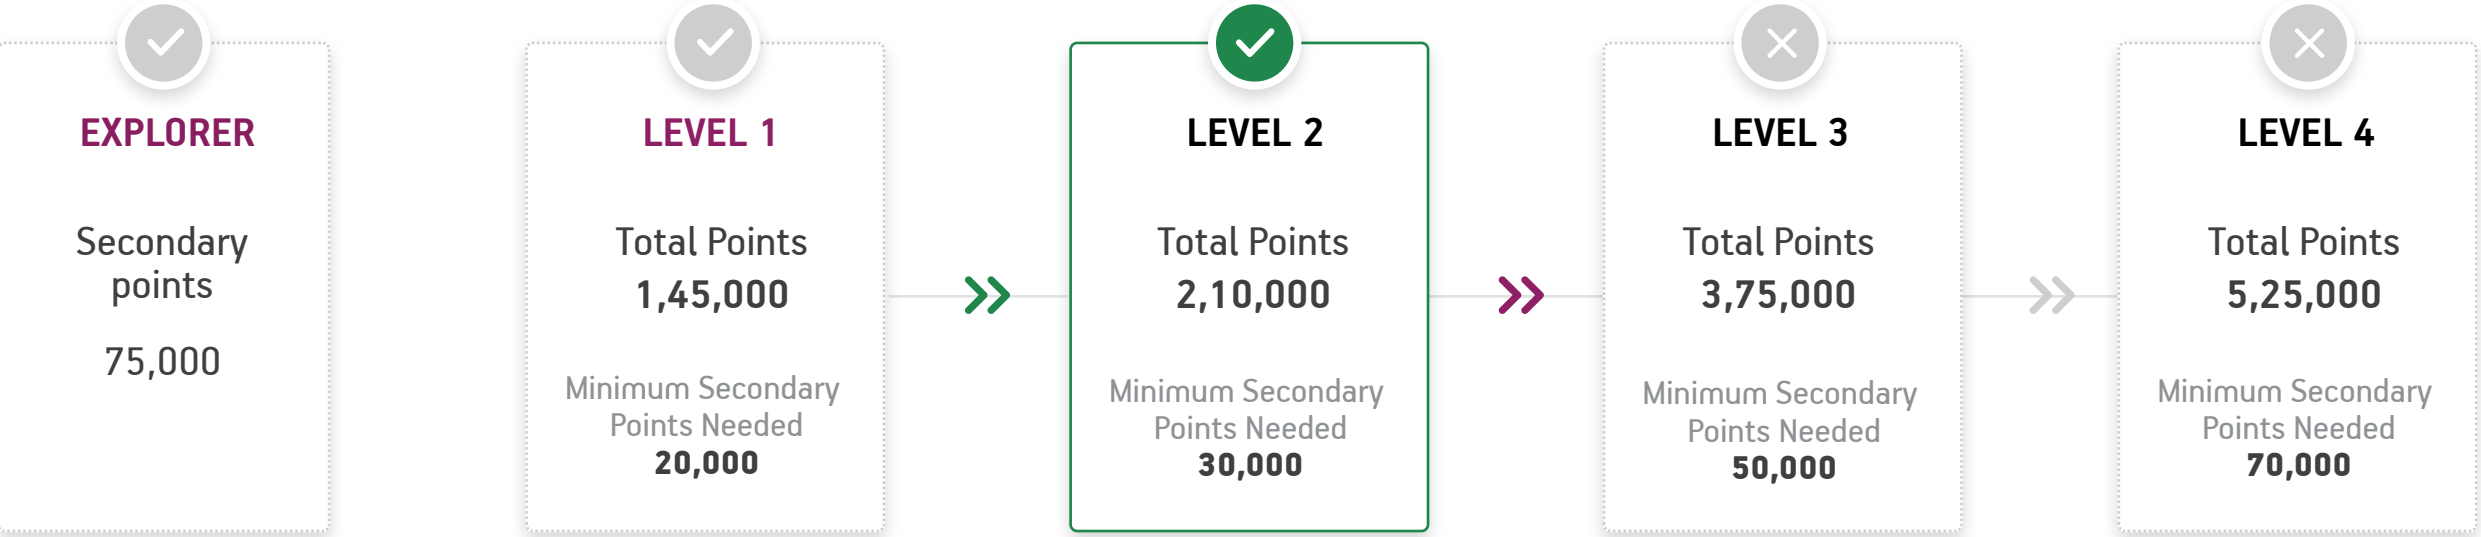 EXPLORER
Secondary
points
75,000
LEVEL 1
Total Points
1,45,000
Minimum Secondary
Points Needed
20,000
LEVEL 2
Total Points
2,10,000
Minimum Secondary
Points Needed
30,000
LEVEL 3
Total Points
3,75,000
Minimum Secondary
Points Needed
50,000
LEVEL 4
Total Points
5,25,000
Minimum Secondary
Points Needed
70,000